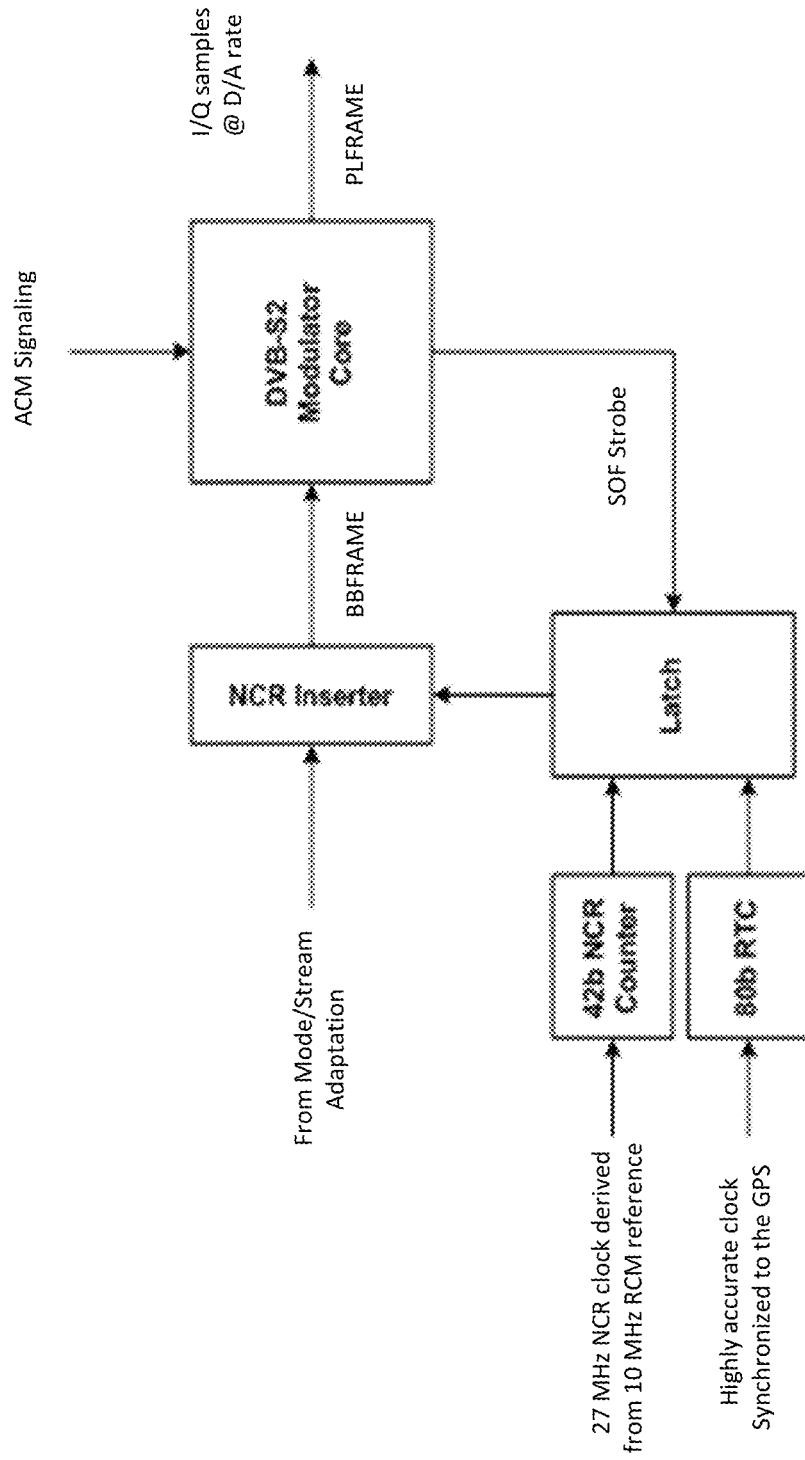 ACM Signaling
I/Q samples
@ D/A rate
From Mode/Stream
Adaptation
NCR Inserter
BBFRAME
DVB-S2
Modulator
Core
PLFRAME
SOF Strobe
27 MHz NCR clock derived
from 10 MHz RCM reference
42b NCR
Counter
Latch
Highly accurate clock
Synchronized to the GPS
80b RTC